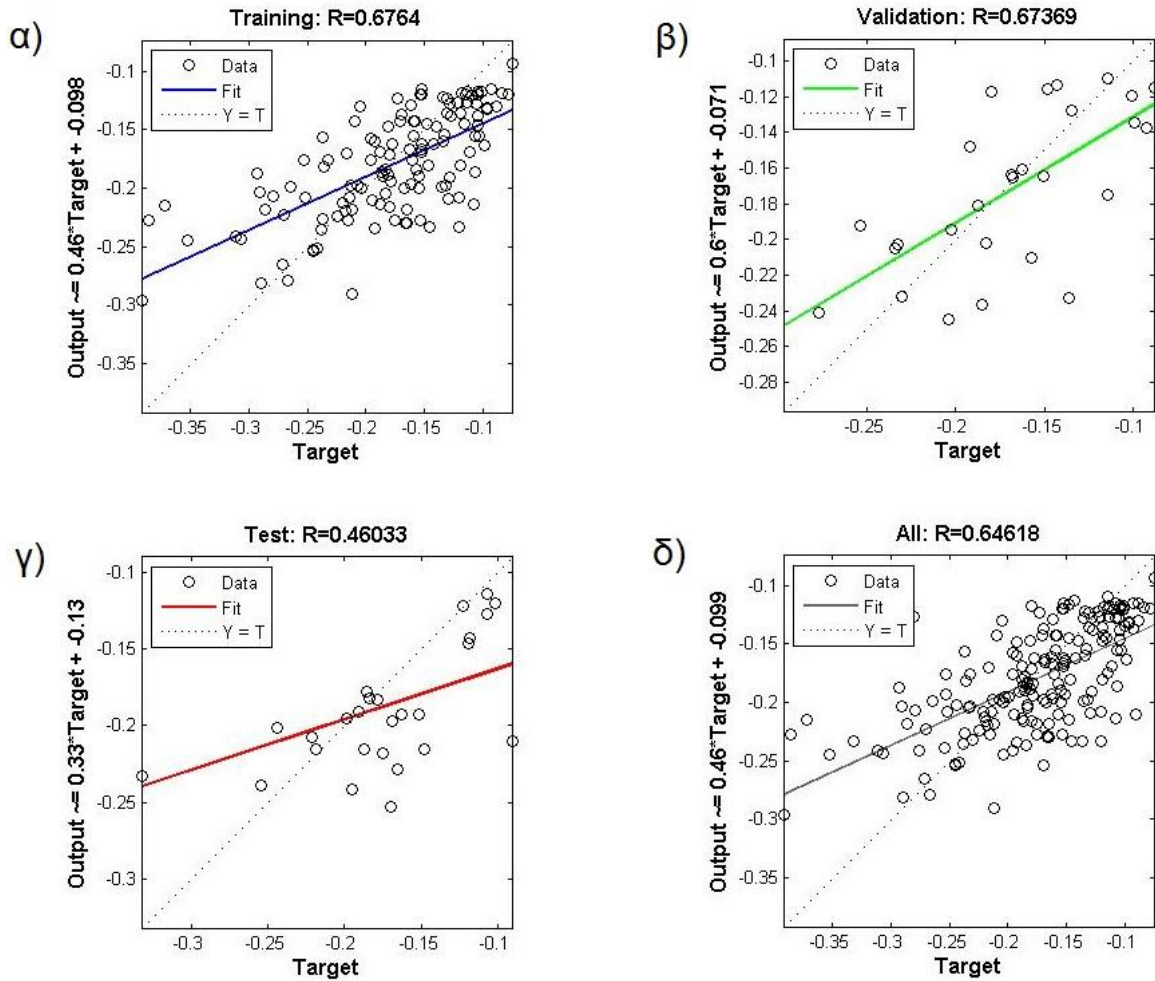 α)
Training: R=0.6764
Output ~= 0.46*Target + -0.098
Data
Fit
Y = T
-0.1
-0.15
-0.2
-0.25
-0.3
-0.35
-0.35 -0.3 -0.25 -0.2 -0.15 -0.1
Target
β)
Validation: R=0.67369
Output ~= 0.6*Target + -0.071
Data
Fit
Y = T
-0.1
-0.12
-0.14
-0.16
-0.18
-0.2
-0.22
-0.24
-0.26
-0.28
-0.25 -0.2 -0.15 -0.1
Target
γ)
Test: R=0.46033
Output ~= 0.33*Target + -0.13
Data
Fit
Y = T
-0.1
-0.15
-0.2
-0.25
-0.3
-0.3 -0.25 -0.2 -0.15 -0.1
Target
δ)
All: R=0.64618
Output ~= 0.46*Target + -0.099
Data
Fit
Y = T
-0.1
-0.15
-0.2
-0.25
-0.3
-0.35
-0.35 -0.3 -0.25 -0.2 -0.15 -0.1
Target